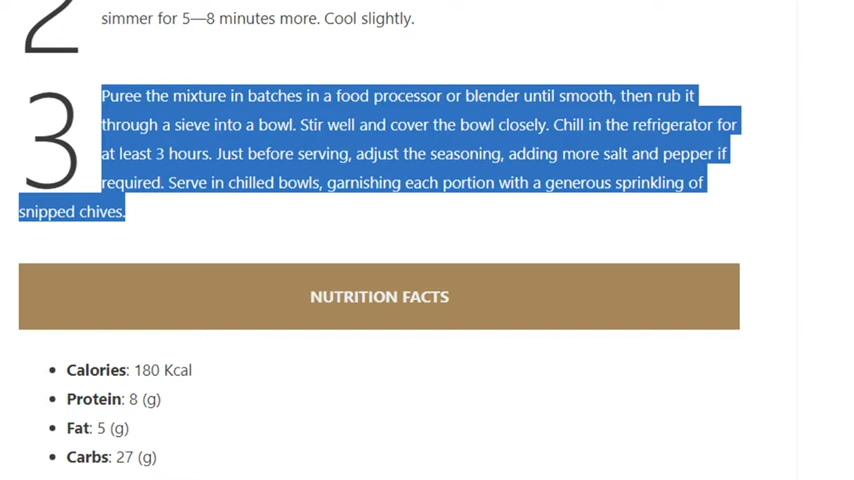 2
simmer for 5—8 minutes more. Cool slightly.
3
Puree the mixture in batches in a food processor or blender until smooth, then rub it
through a sieve into a bowl. Stir well and cover the bowl closely. Chill in the refrigerator for
at least 3 hours. Just before serving, adjust the seasoning, adding more salt and pepper if
required. Serve in chilled bowls, garnishing each portion with a generous sprinkling of
snipped chives.
NUTRITION FACTS
• Calories: 180 Kcal
• Protein: 8 (g)
• Fat: 5 (g)
• Carbs: 27 (g)